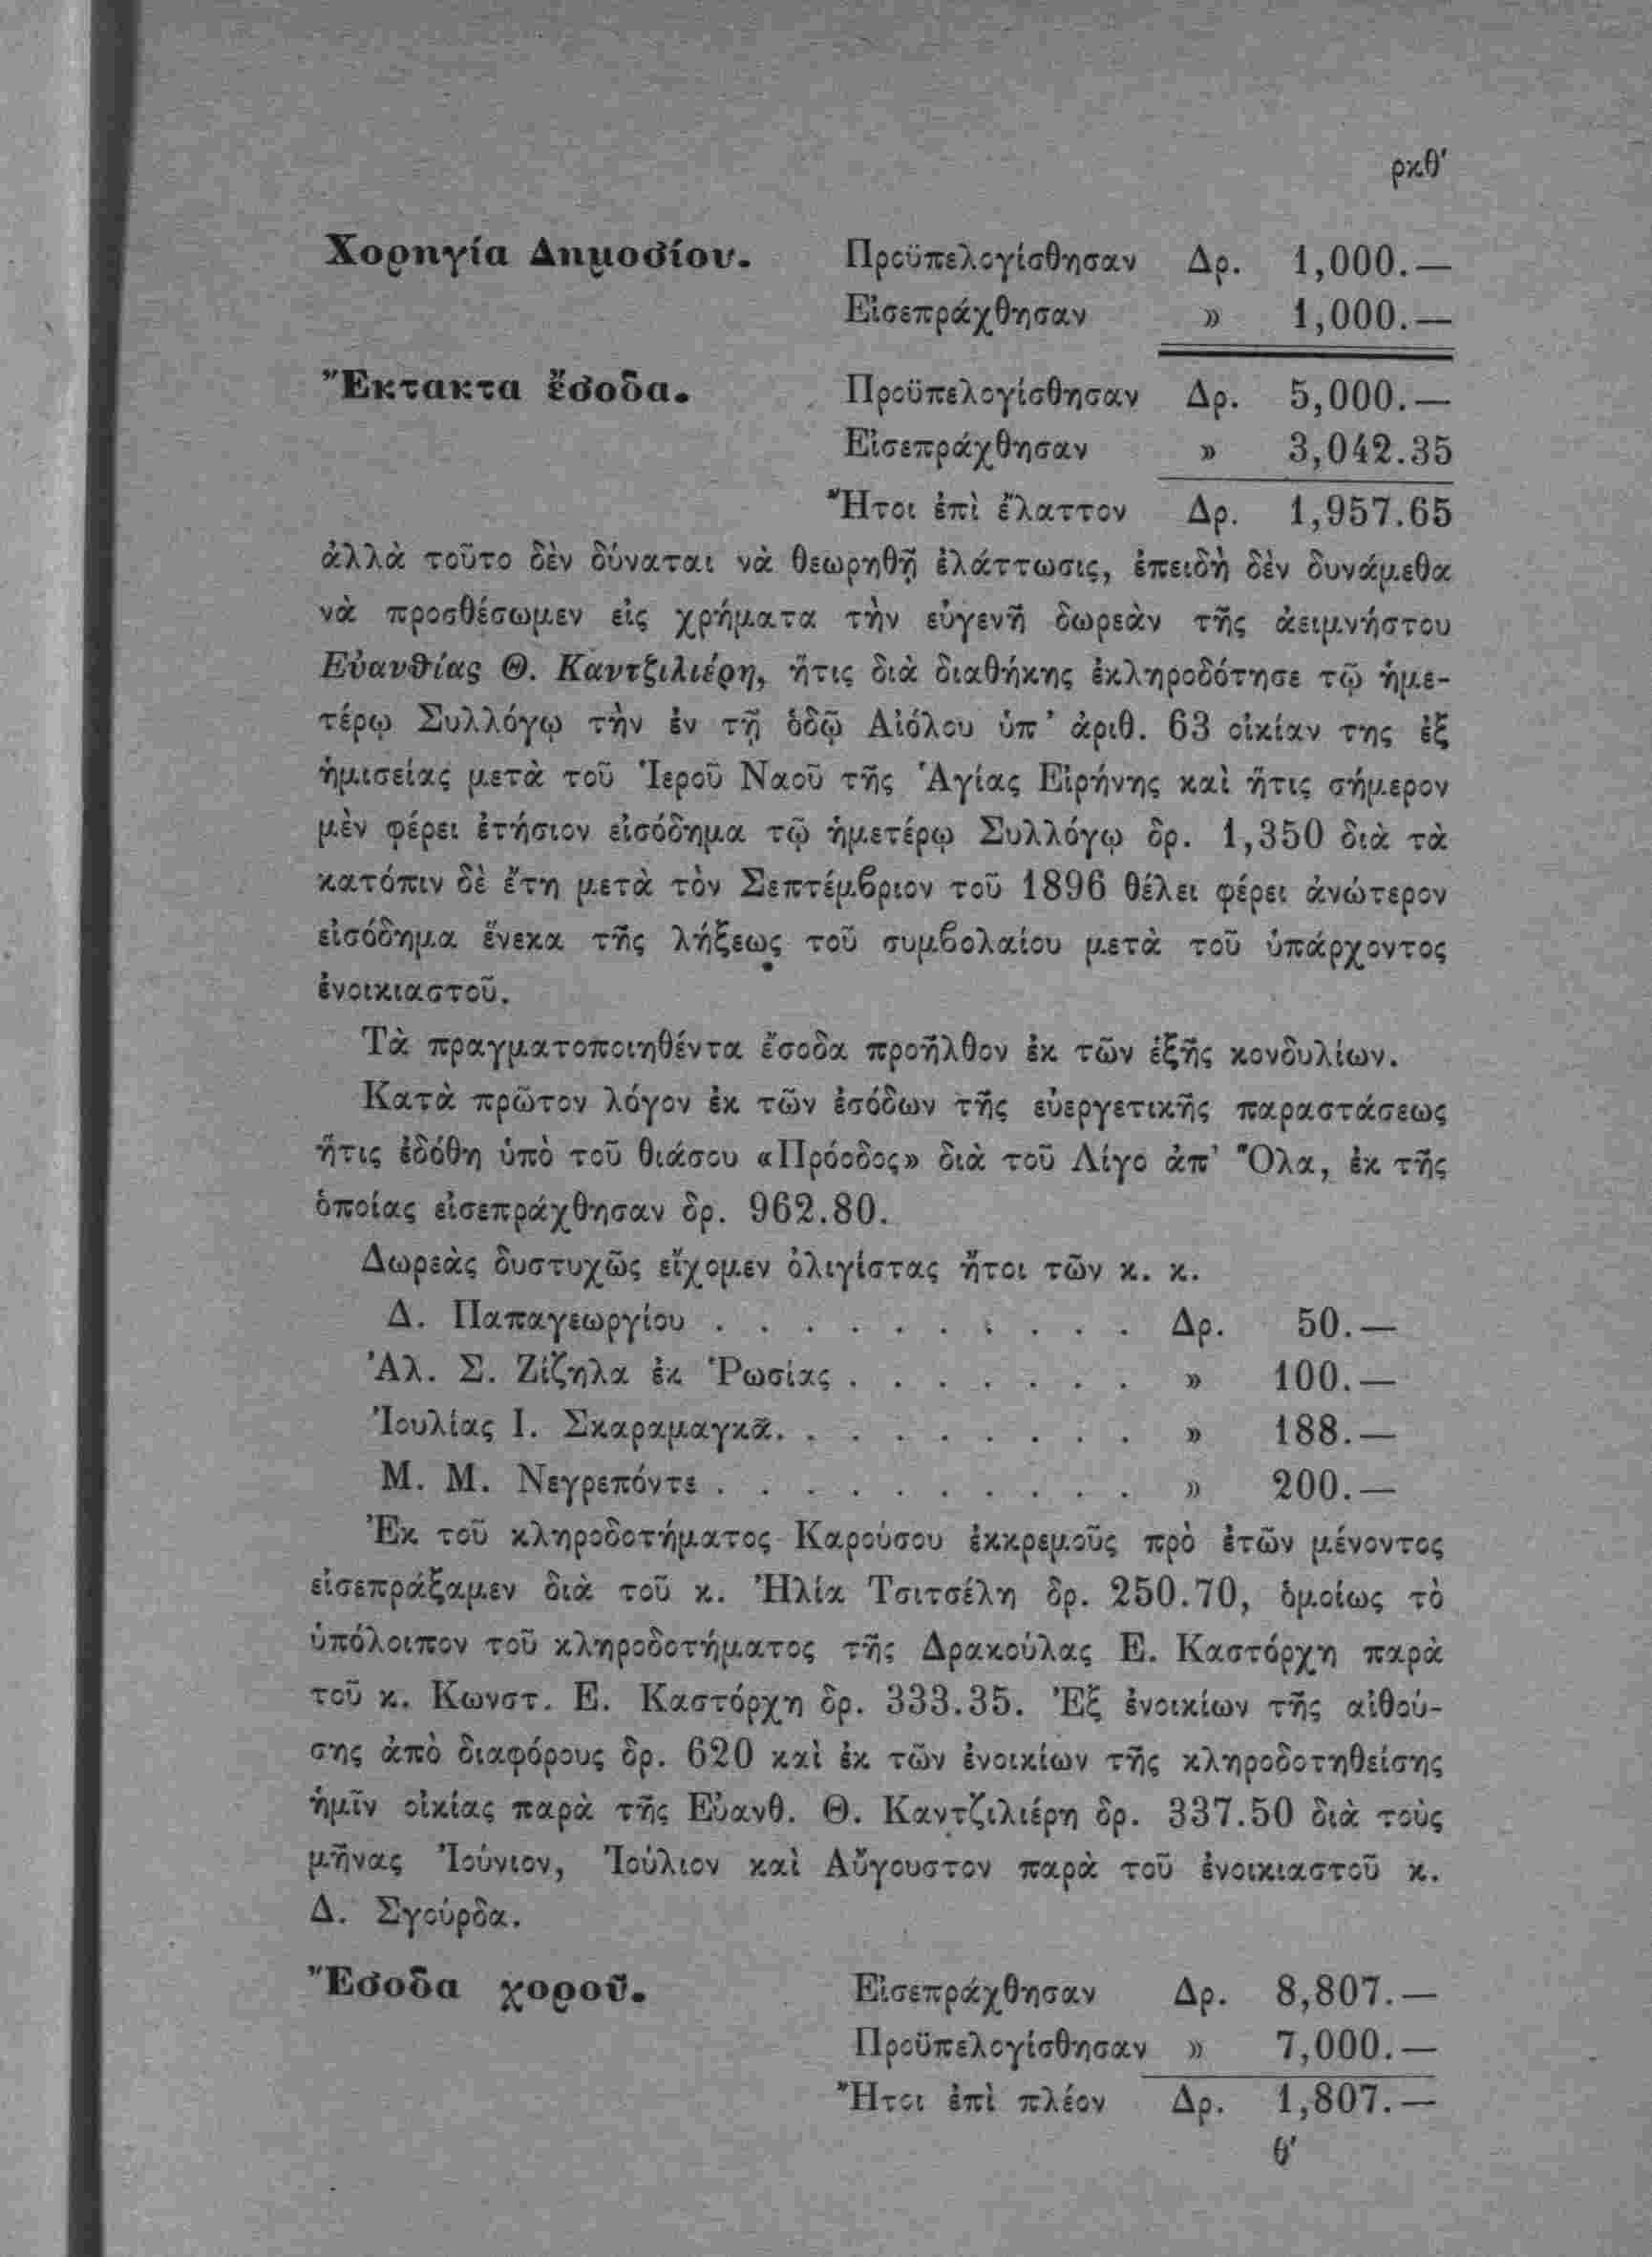 ρκθ'
Χορηγία Δημοσίου. Προϋπελογίσθησαν Δρ. 1,000.—
Εἰσεπράχθησαν » 1,000.—
Ἔκτακτα ἔσοδα. Προϋπελογίσθησαν Δρ. 5,000.—
Εἰσεπράχθησαν » 3,042.35
Ἤτοι ἐπὶ ἔλαττον Δρ. 1,957.65
ἀλλὰ τοῦτο δὲν δύναται νὰ θεωρηθῇ ἐλάττωσις, ἐπειδὴ δὲν δυνάμεθα
νὰ προσθέσωμεν εἰς χρήματα τὴν εὐγενῆ δωρεὰν τῆς ἀειμνήστου
Εὐανθίας Θ. Καντζιλιέρη, ἥτις διὰ διαθήκης ἐκληροδότησε τῷ ἡμε-
τέρῳ Συλλόγῳ τὴν ἐν τῇ ὁδῷ Αἰόλου ὑπ' ἀριθ. 63 οἰκίαν της ἐξ
ἡμισείας μετὰ τοῦ Ἱεροῦ Ναοῦ τῆς Ἁγίας Εἰρήνης καὶ ἥτις σήμερον
μὲν φέρει ἐτήσιον εἰσόδημα τῷ ἡμετέρῳ Συλλόγῳ δρ. 1,350 διὰ τὰ
κατόπιν δὲ ἔτη μετὰ τὸν Σεπτέμβριον τοῦ 1896 θέλει φέρει ἀνώτερον
εἰσόδημα ἕνεκα τῆς λήξεως τοῦ συμβολαίου μετὰ τοῦ ὑπάρχοντος
ἐνοικιαστοῦ.
Τὰ πραγματοποιηθέντα ἔσοδα προῆλθον ἐκ τῶν ἑξῆς κονδυλίων.
Κατὰ πρῶτον λόγον ἐκ τῶν ἐσόδων τῆς εὐεργετικῆς παραστάσεως
ἥτις ἐδόθη ὑπὸ τοῦ θιάσου «Πρόοδος» διὰ τοῦ Λίγο ἀπ' Ὅλα, ἐκ τῆς
ὁποίας εἰσεπράχθησαν δρ. 962.80.
Δωρεὰς δυστυχῶς εἴχομεν ὀλιγίστας ἤτοι τῶν κ. κ.
Δ. Παπαγεωργίου . . . . . . . . . . Δρ. 50.—
Ἀλ. Σ. Ζίζηλα ἐκ Ῥωσίας . . . . . . . » 100.—
Ἰουλίας Ι. Σκαραμαγκᾶ. . . . . . . . . » 188.—
Μ. Μ. Νεγρεπόντε . . . . . . . . . . » 200.—
Ἐκ τοῦ κληροδοτήματος Καρούσου ἐκκρεμοῦς πρὸ ἐτῶν μένοντος
εἰσεπράξαμεν διὰ τοῦ κ. Ἠλία Τσιτσέλη δρ. 250.70, ὁμοίως τὸ
ὑπόλοιπον τοῦ κληροδοτήματος τῆς Δρακούλας Ε. Καστόρχη παρὰ
τοῦ κ. Κωνστ. Ε. Καστόρχη δρ. 333.35. Ἐξ ἐνοικίων τῆς αἰθού-
σης ἀπὸ διαφόρους δρ. 620 καὶ ἐκ τῶν ἐνοικίων τῆς κληροδοτηθείσης
ἡμῖν οἰκίας παρὰ τῆς Εὐανθ. Θ. Καντζιλιέρη δρ. 337.50 διὰ τοὺς
μῆνας Ἰούνιον, Ἰούλιον καὶ Αὔγουστον παρὰ τοῦ ἐνοικιαστοῦ κ.
Δ. Σγούρδα.
Ἔσοδα χοροῦ. Εἰσεπράχθησαν Δρ. 8,807.—
Προϋπελογίσθησαν » 7,000.—
Ἤτοι ἐπὶ πλέον Δρ. 1,807.—
θ'